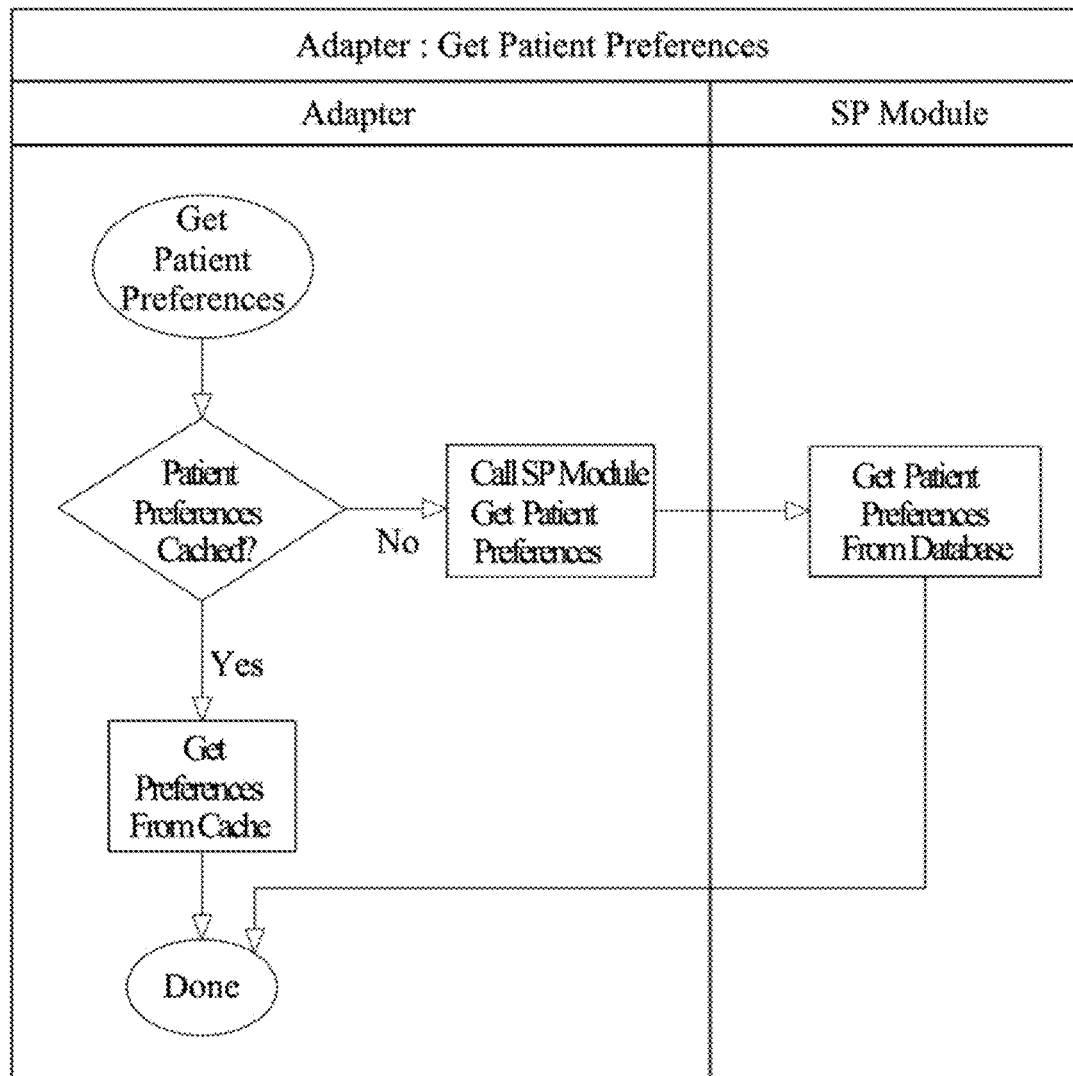 Adapter : Get Patient Preferences
Adapter
SP Module
Get
Patient
Preferences
Patient
Preferences
Cached?
No
Call SP Module
Get Patient
Preferences
Get Patient
Preferences
From Database
Yes
Get
Preferences
From Cache
Done